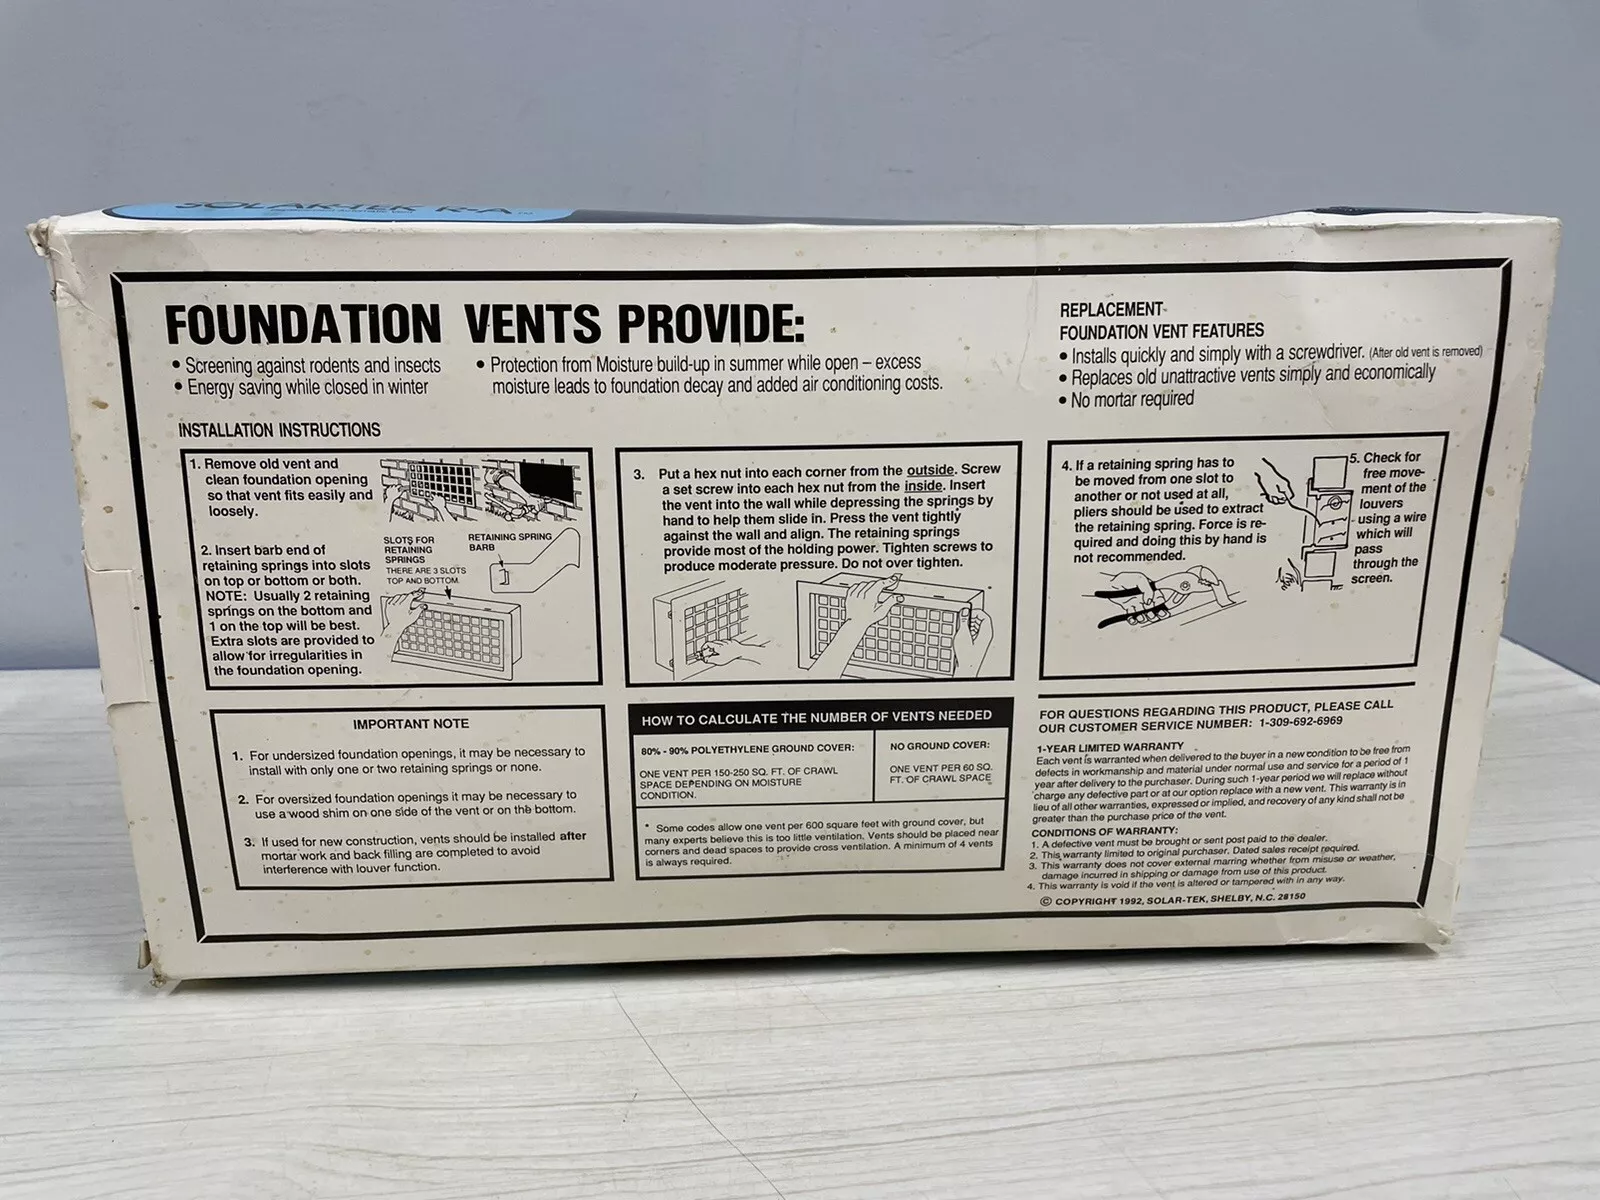 SOLAR-TEK R-A
FOUNDATION VENTS PROVIDE:
• Screening against rodents and insects
• Energy saving while closed in winter
• Protection from Moisture build-up in summer while open – excess
moisture leads to foundation decay and added air conditioning costs.
REPLACEMENT
FOUNDATION VENT FEATURES
• Installs quickly and simply with a screwdriver. (After old vent is removed)
• Replaces old unattractive vents simply and economically
• No mortar required
INSTALLATION INSTRUCTIONS
1. Remove old vent and
clean foundation opening
so that vent fits easily and
loosely.
2. Insert barb end of
retaining springs into slots
on top or bottom or both.
NOTE: Usually 2 retaining
springs on the bottom and
1 on the top will be best.
Extra slots are provided to
allow for irregularities in
the foundation opening.
SLOTS FOR
RETAINING
SPRINGS
THERE ARE 3 SLOTS
TOP AND BOTTOM.
RETAINING SPRING
BARB
3. Put a hex nut into each corner from the outside. Screw
a set screw into each hex nut from the inside. Insert
the vent into the wall while depressing the springs by
hand to help them slide in. Press the vent tightly
against the wall and align. The retaining springs
provide most of the holding power. Tighten screws to
produce moderate pressure. Do not over tighten.
4. If a retaining spring has to
be moved from one slot to
another or not used at all,
pliers should be used to extract
the retaining spring. Force is re-
quired and doing this by hand is
not recommended.
5. Check for
free move-
ment of the
louvers
using a wire
which will
pass
through the
screen.
IMPORTANT NOTE
1. For undersized foundation openings, it may be necessary to
install with only one or two retaining springs or none.
2. For oversized foundation openings it may be necessary to
use a wood shim on one side of the vent or on the bottom.
3. If used for new construction, vents should be installed after
mortar work and back filling are completed to avoid
interference with louver function.
HOW TO CALCULATE THE NUMBER OF VENTS NEEDED
80% - 90% POLYETHYLENE GROUND COVER:
ONE VENT PER 150-250 SQ. FT. OF CRAWL
SPACE DEPENDING ON MOISTURE
CONDITION.
NO GROUND COVER:
ONE VENT PER 60 SQ.
FT. OF CRAWL SPACE
* Some codes allow one vent per 600 square feet with ground cover, but
many experts believe this is too little ventilation. Vents should be placed near
corners and dead spaces to provide cross ventilation. A minimum of 4 vents
is always required.
FOR QUESTIONS REGARDING THIS PRODUCT, PLEASE CALL
OUR CUSTOMER SERVICE NUMBER: 1-309-692-6969
1-YEAR LIMITED WARRANTY
Each vent is warranted when delivered to the buyer in a new condition to be free from
defects in workmanship and material under normal use and service for a period of 1
year after delivery to the purchaser. During such 1-year period we will replace without
charge any defective part or at our option replace with a new vent. This warranty is in
lieu of all other warranties, expressed or implied, and recovery of any kind shall not be
greater than the purchase price of the vent.
CONDITIONS OF WARRANTY:
1. A defective vent must be brought or sent post paid to the dealer.
2. This warranty limited to original purchaser. Dated sales receipt required.
3. This warranty does not cover external marring whether from misuse or weather,
damage incurred in shipping or damage from use of this product.
4. This warranty is void if the vent is altered or tampered with in any way.
© COPYRIGHT 1992, SOLAR-TEK, SHELBY, N.C. 28150